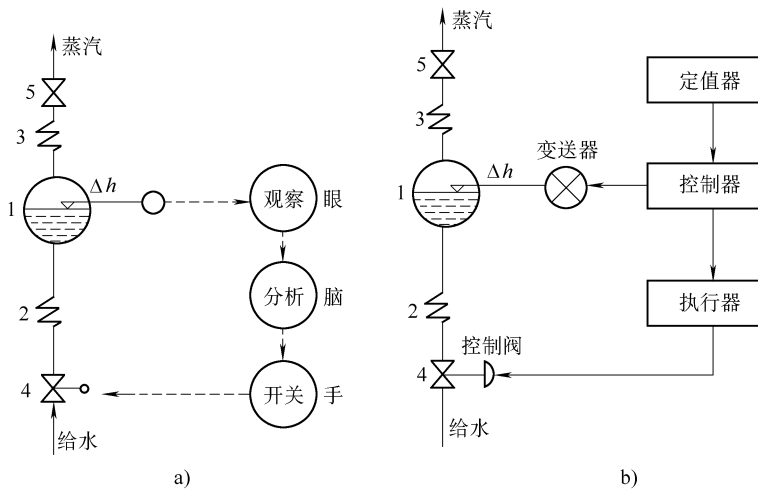 蒸汽
5
3
Δh
1
观察 眼
分析 脑
2
4
开关 手
给水
a)
蒸汽
5
定值器
3
变送器
Δh
1
控制器
2
执行器
控制阀
4
给水
b)